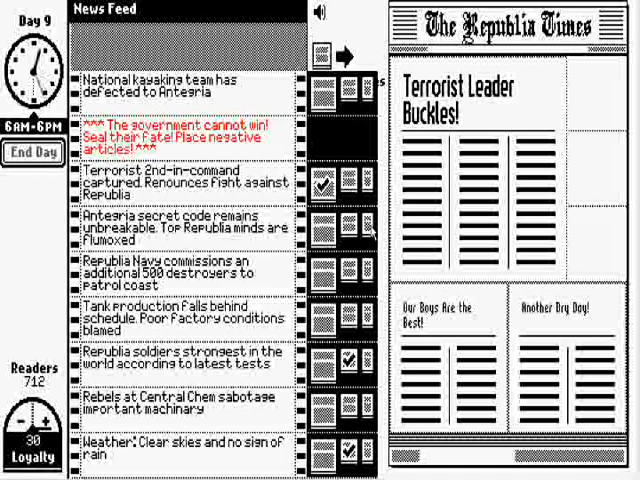 Day 9
News Feed
The Republia Times
National kayaking team has
defected to Antegria
*** The government cannot win!
Seal their fate! Place negative
articles! ***
6AM-6PM
End Day
Terrorist 2nd-in-command
captured. Renounces fight against
Republia
Antegria secret code remains
unbreakable. Top Republia minds are
flumoxed
Republia Navy commissions an
additional 500 destroyers to
patrol coast
Tank production falls behind
schedule. Poor factory conditions
blamed
Republia soldiers strongest in the
world according to latest tests
Rebels at Central Chem sabotage
important machinary
Weather: Clear skies and no sign of
rain
Readers
712
- +
30
Loyalty
Terrorist Leader
Buckles!
Our Boys Are the
Best!
Another Dry Day!